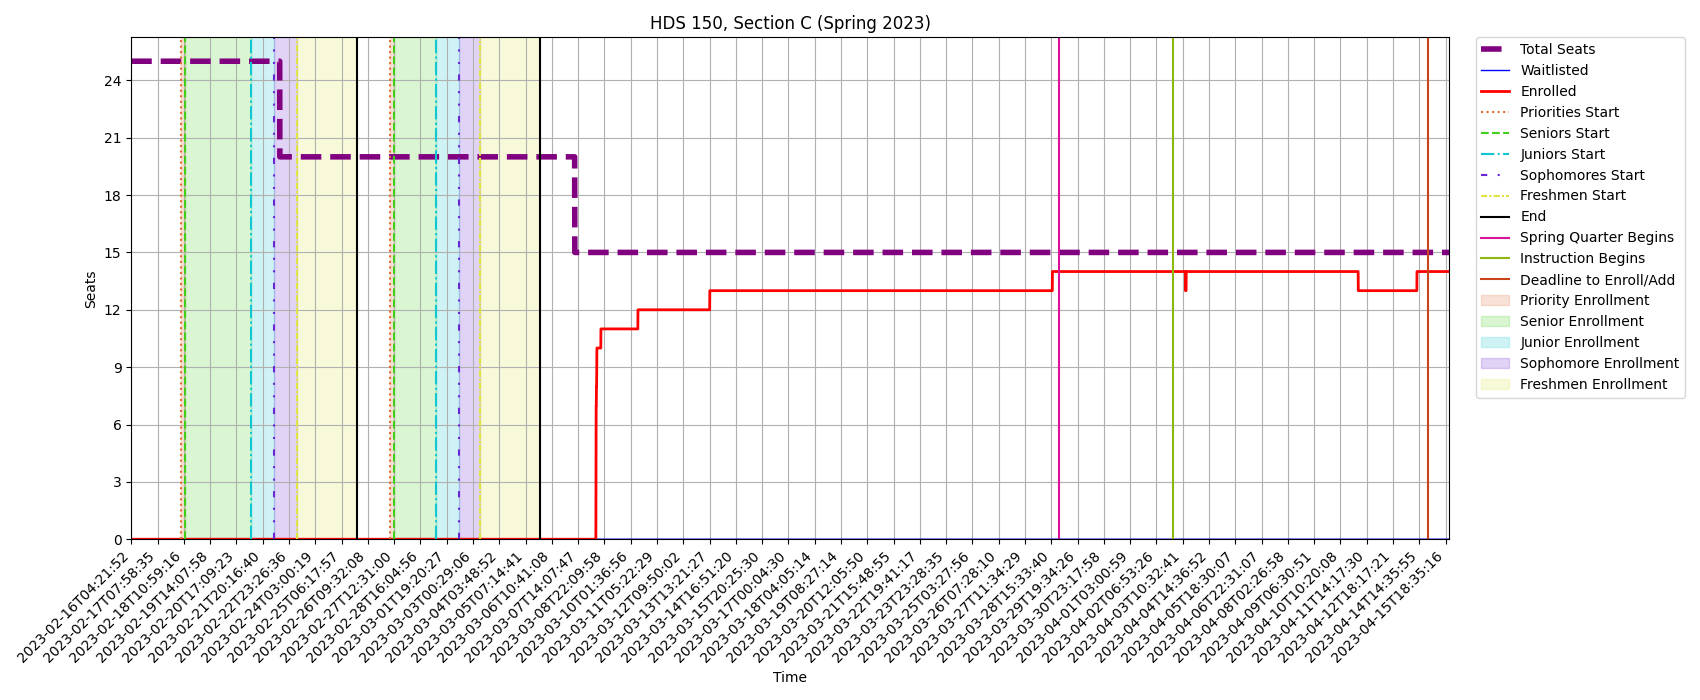 HDS 150, Section C (Spring 2023)
Seats
24
21
18
15
12
9
6
3
0
2023-02-16T04:21:52
2023-02-17T07:58:35
2023-02-18T10:59:16
2023-02-19T14:07:58
2023-02-20T17:09:23
2023-02-21T20:16:40
2023-02-22T23:26:36
2023-02-24T03:00:19
2023-02-25T06:17:57
2023-02-26T09:32:08
2023-02-27T12:31:00
2023-02-28T16:04:56
2023-03-01T19:20:27
2023-03-03T00:29:06
2023-03-04T03:48:52
2023-03-05T07:14:41
2023-03-06T10:41:08
2023-03-07T14:07:47
2023-03-08T22:09:58
2023-03-10T01:36:56
2023-03-11T05:22:29
2023-03-12T09:50:02
2023-03-13T13:21:27
2023-03-14T16:51:20
2023-03-15T20:25:30
2023-03-17T00:04:30
2023-03-18T04:05:14
2023-03-19T08:27:14
2023-03-20T12:05:50
2023-03-21T15:48:55
2023-03-22T19:41:17
2023-03-23T23:28:35
2023-03-25T03:27:56
2023-03-26T07:28:10
2023-03-27T11:34:29
2023-03-28T15:33:40
2023-03-29T19:34:26
2023-03-30T23:17:58
2023-04-01T03:00:59
2023-04-02T06:53:26
2023-04-03T10:32:41
2023-04-04T14:36:52
2023-04-05T18:30:07
2023-04-06T22:31:07
2023-04-08T02:26:58
2023-04-09T06:30:51
2023-04-10T10:20:08
2023-04-11T14:17:30
2023-04-12T18:17:21
2023-04-14T14:35:55
2023-04-15T18:35:16
Time
Total Seats
Waitlisted
Enrolled
Priorities Start
Seniors Start
Juniors Start
Sophomores Start
Freshmen Start
End
Spring Quarter Begins
Instruction Begins
Deadline to Enroll/Add
Priority Enrollment
Senior Enrollment
Junior Enrollment
Sophomore Enrollment
Freshmen Enrollment